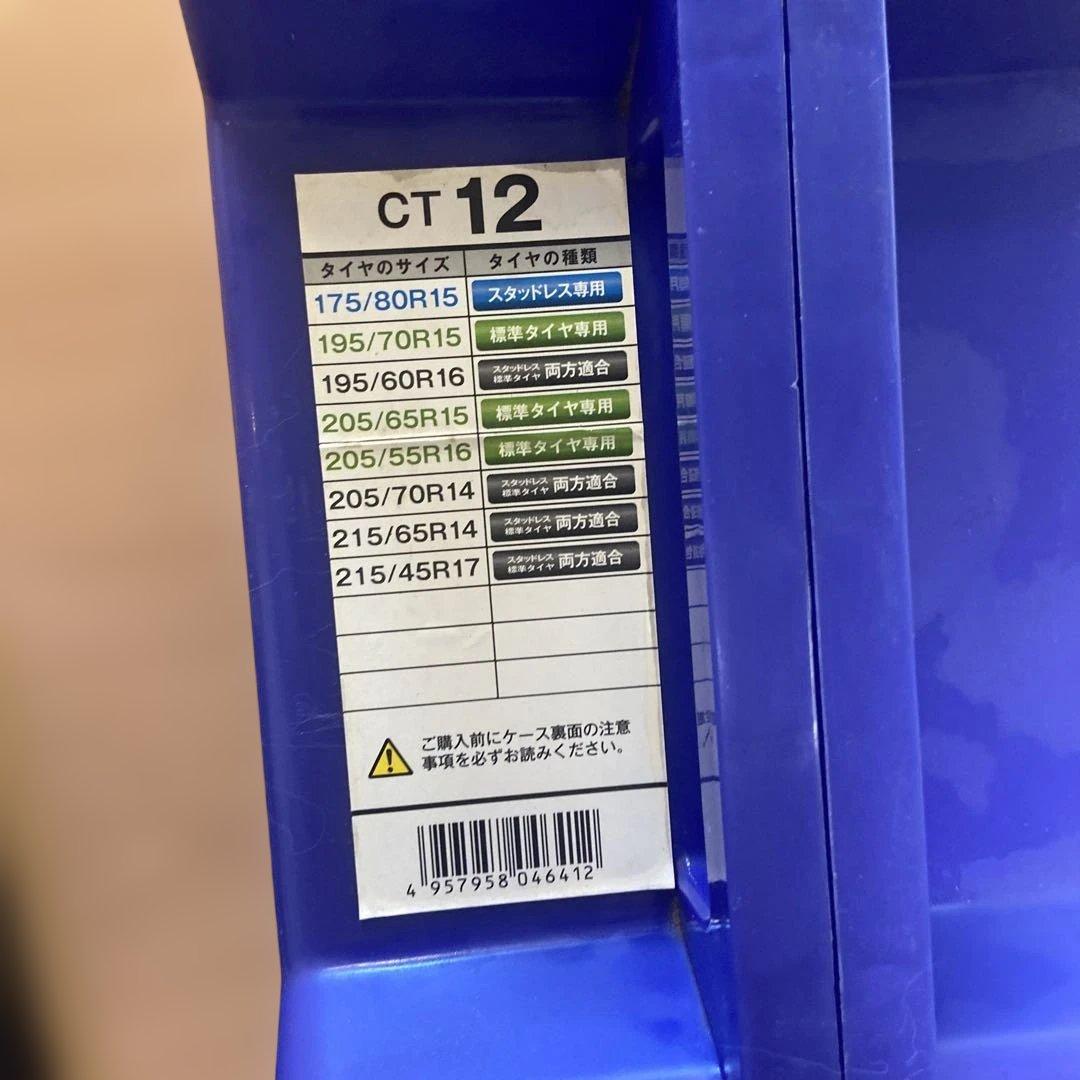 CT 12
タイヤのサイズ タイヤの種類
175/80R15 スタッドレス専用
195/70R15 標準タイヤ専用
195/60R16 スタッドレス 標準タイヤ 両方適合
205/65R15 標準タイヤ専用
205/55R16 標準タイヤ専用
205/70R14 スタッドレス 標準タイヤ 両方適合
215/65R14 スタッドレス 標準タイヤ 両方適合
215/45R17 スタッドレス 標準タイヤ 両方適合
ご購入前にケース裏面の注意
事項を必ずお読みください。
4 957958 046412